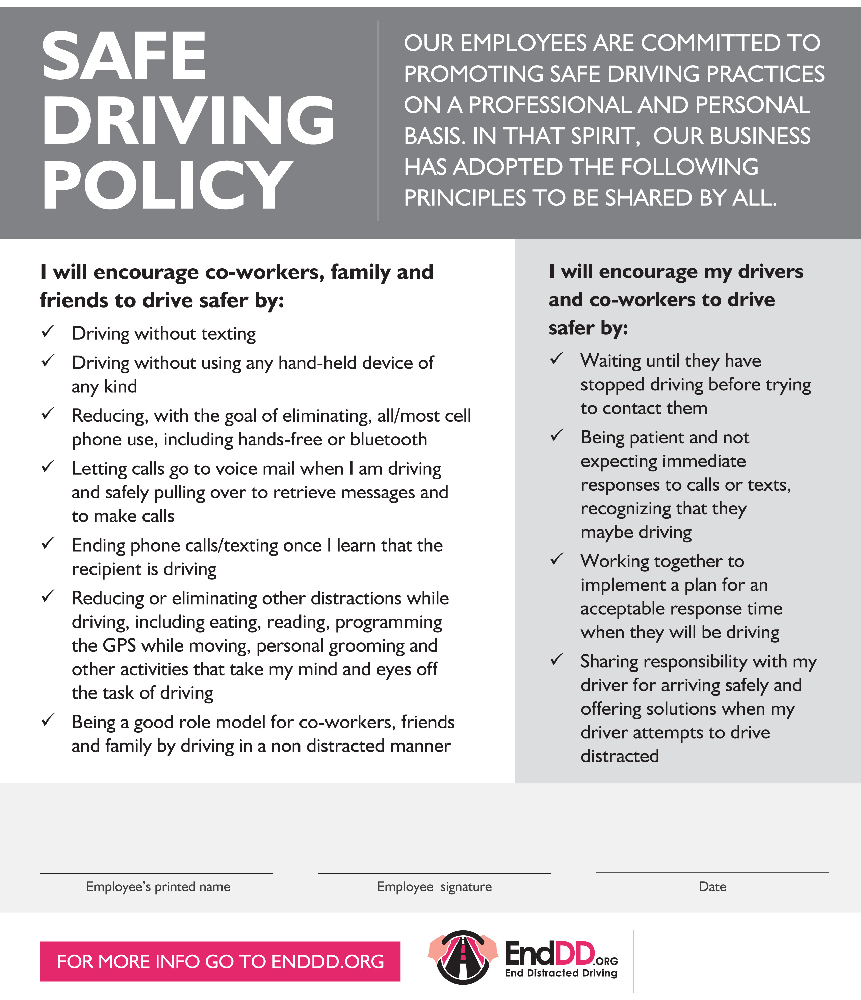 SAFE
DRIVING
POLICY
OUR EMPLOYEES ARE COMMITTED TO
PROMOTING SAFE DRIVING PRACTICES
ON A PROFESSIONAL AND PERSONAL
BASIS. IN THAT SPIRIT,  OUR BUSINESS
HAS ADOPTED THE FOLLOWING
PRINCIPLES TO BE SHARED BY ALL.
I will encourage co-workers, family and
friends to drive safer by:
✓ Driving without texting
✓ Driving without using any hand-held device of
any kind
✓ Reducing, with the goal of eliminating, all/most cell
phone use, including hands-free or bluetooth
✓ Letting calls go to voice mail when I am driving
and safely pulling over to retrieve messages and
to make calls
✓ Ending phone calls/texting once I learn that the
recipient is driving
✓ Reducing or eliminating other distractions while
driving, including eating, reading, programming
the GPS while moving, personal grooming and
other activities that take my mind and eyes off
the task of driving
✓ Being a good role model for co-workers, friends
and family by driving in a non distracted manner
I will encourage my drivers
and co-workers to drive
safer by:
✓ Waiting until they have
stopped driving before trying
to contact them
✓ Being patient and not
expecting immediate
responses to calls or texts,
recognizing that they
maybe driving
✓ Working together to
implement a plan for an
acceptable response time
when they will be driving
✓ Sharing responsibility with my
driver for arriving safely and
offering solutions when my
driver attempts to drive
distracted
Employee's printed name
Employee  signature
Date
FOR MORE INFO GO TO ENDDD.ORG
EndDD.ORG
End Distracted Driving